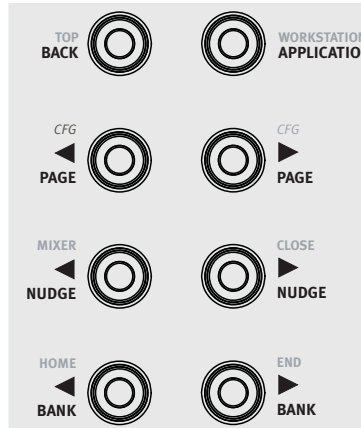 TOP
BACK
WORKSTATION
APPLICATIO
CFG
PAGE
CFG
PAGE
MIXER
NUDGE
CLOSE
NUDGE
HOME
BANK
END
BANK